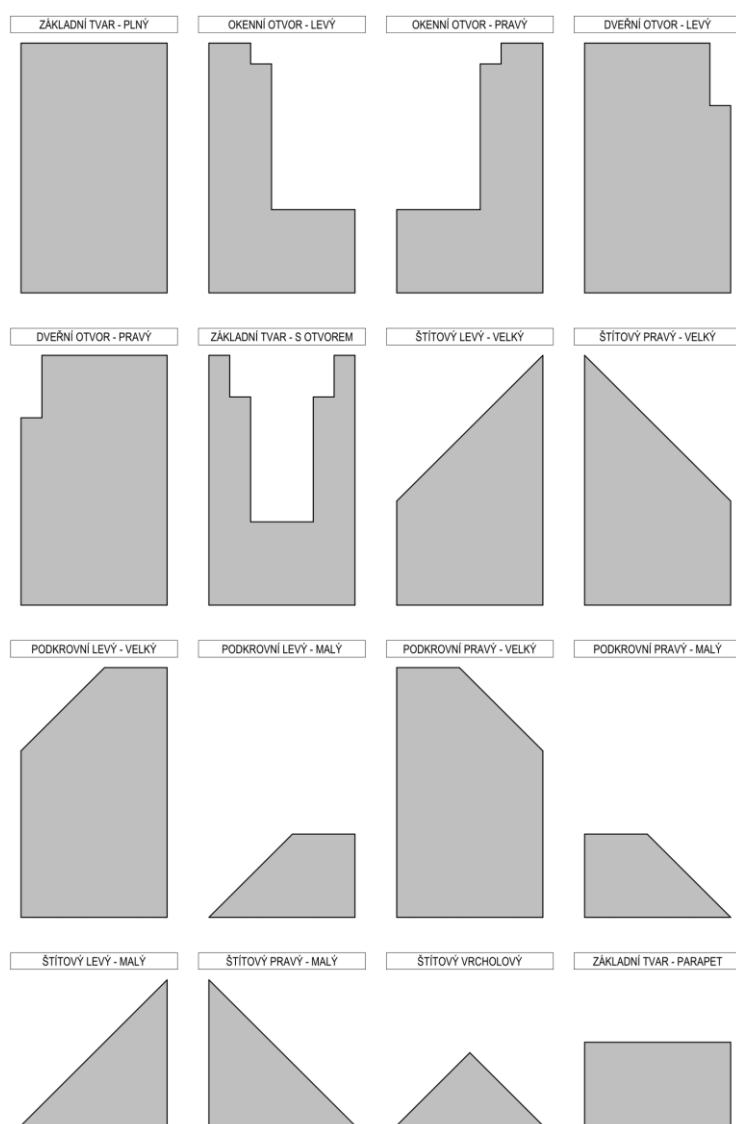 ZÁKLADNÍ TVAR - PLNÝ
OKENNÍ OTVOR - LEVÝ
OKENNÍ OTVOR - PRAVÝ
DVEŘNÍ OTVOR - LEVÝ
DVEŘNÍ OTVOR - PRAVÝ
ZÁKLADNÍ TVAR - S OTVOREM
ŠTÍTOVÝ LEVÝ - VELKÝ
ŠTÍTOVÝ PRAVÝ - VELKÝ
PODKROVNÍ LEVÝ - VELKÝ
PODKROVNÍ LEVÝ - MALÝ
PODKROVNÍ PRAVÝ - VELKÝ
PODKROVNÍ PRAVÝ - MALÝ
ŠTÍTOVÝ LEVÝ - MALÝ
ŠTÍTOVÝ PRAVÝ - MALÝ
ŠTÍTOVÝ VRCHOLOVÝ
ZÁKLADNÍ TVAR - PARAPET